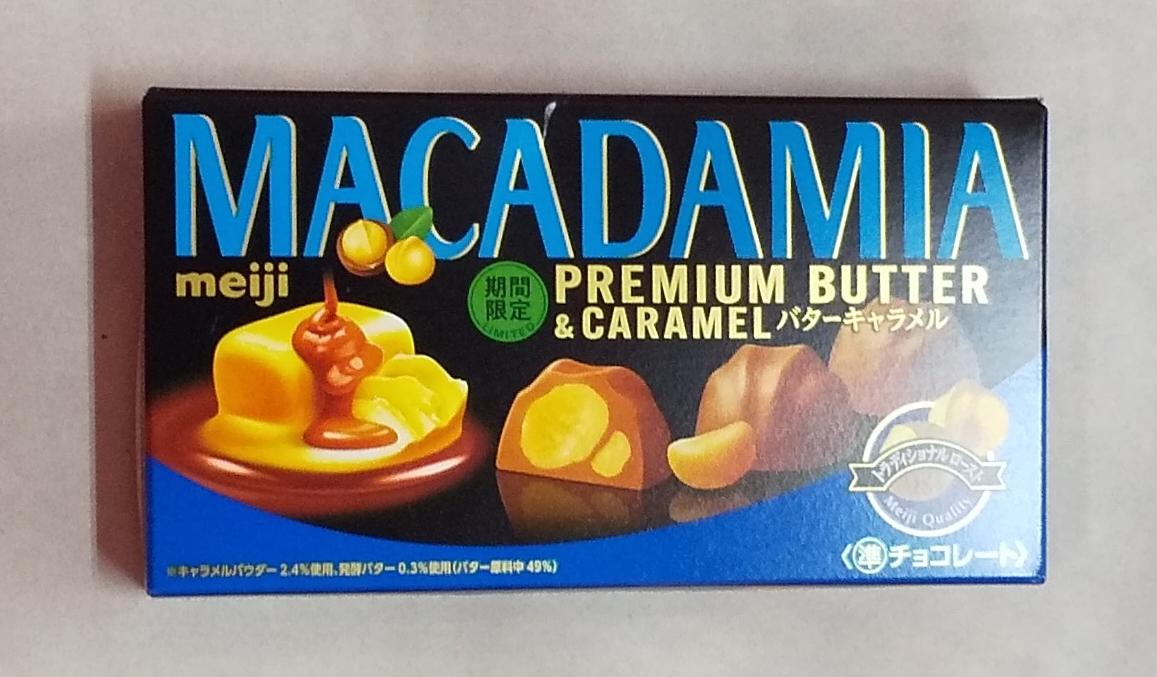 MACADAMIA
meiji
期間
限定
LIMITED
PREMIUM BUTTER
& CARAMEL バターキャラメル
トラディショナル ロースト
Meiji Quality
〈準チョコレート〉
※キャラメルパウダー 2.4%使用、発酵バター 0.3%使用(バター原料中 49%)